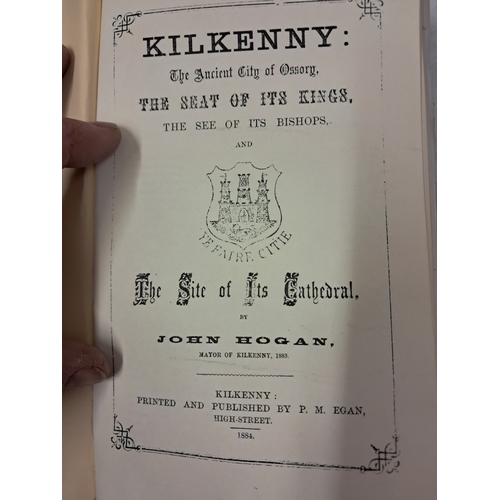 KILKENNY:
The Ancient City of Ossory,
THE SEAT OF ITS KINGS,
THE SEE OF ITS BISHOPS,
AND
YE FAIRE CITIE
The Site of Its Cathedral,
BY
JOHN HOGAN,
MAYOR OF KILKENNY, 1883.
KILKENNY:
PRINTED AND PUBLISHED BY P. M. EGAN,
HIGH-STREET.
1884.